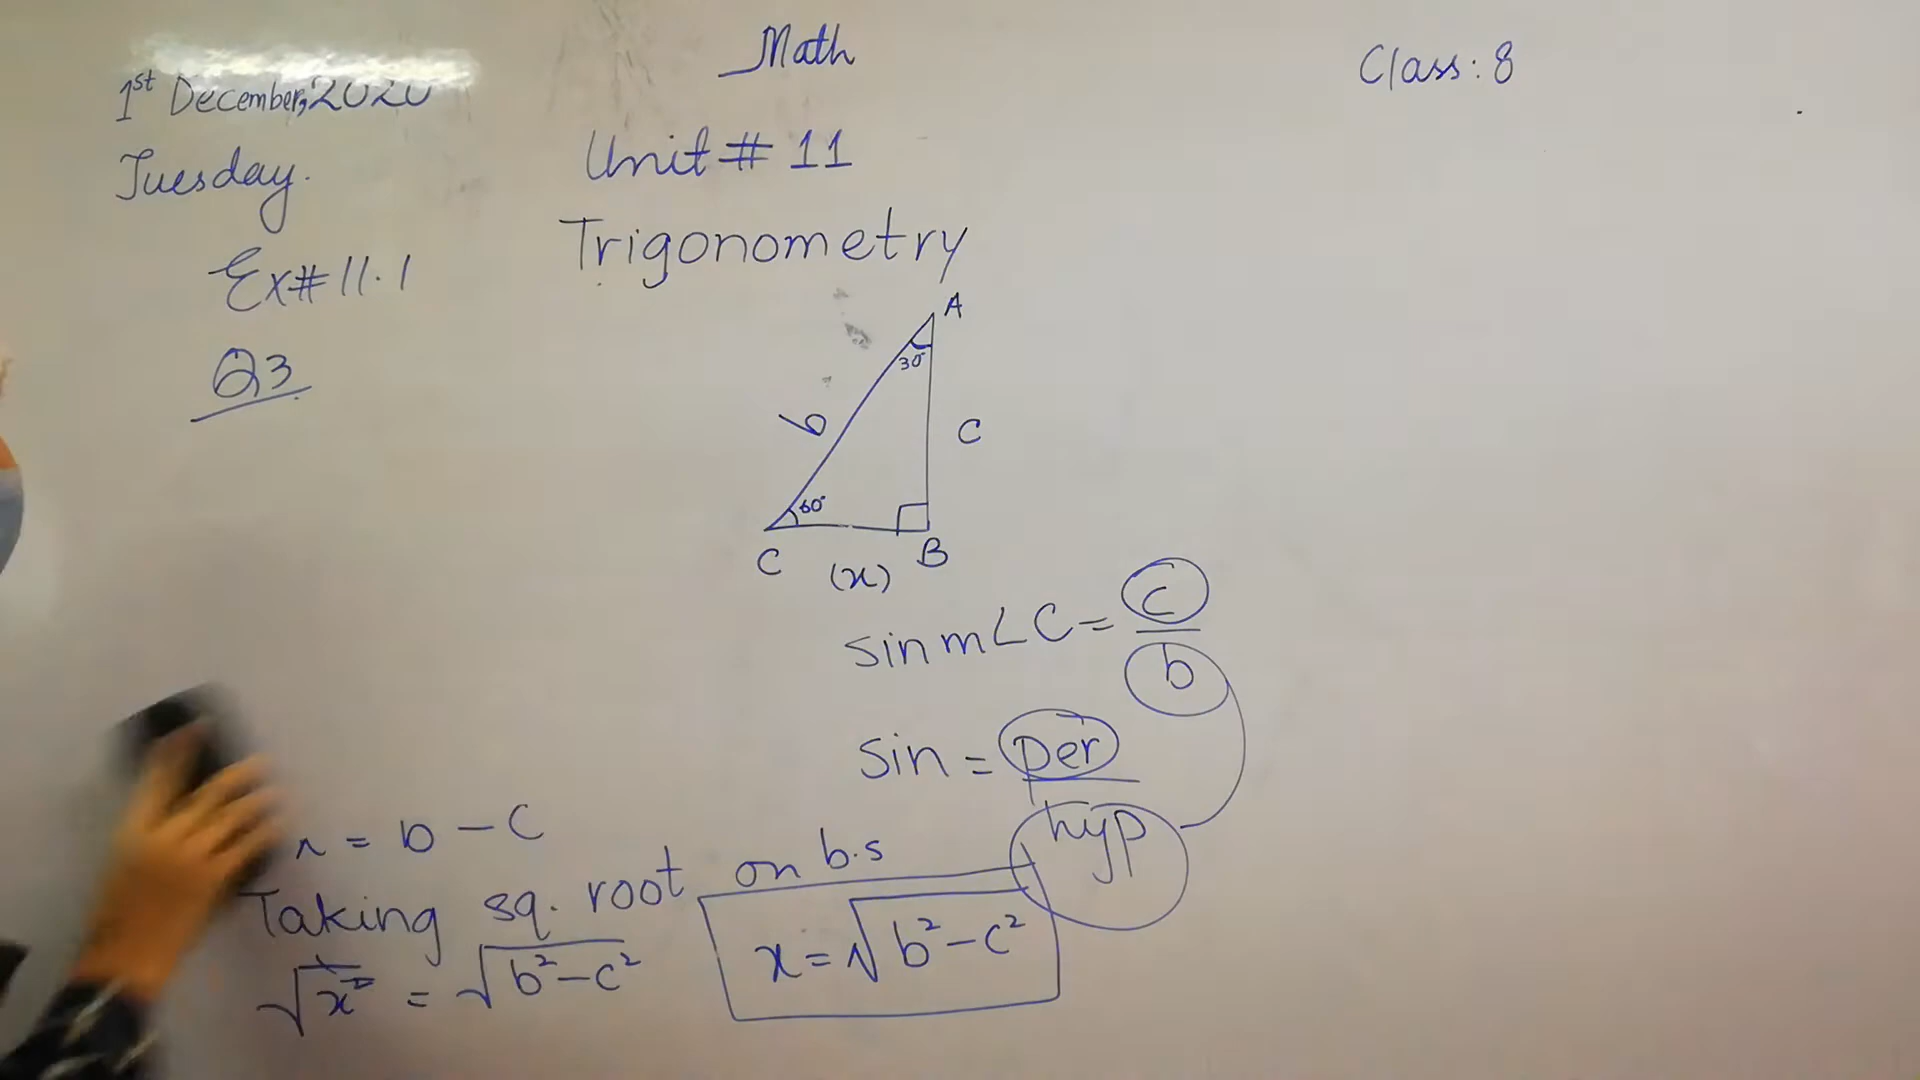 Math
Class: 8
1st December, 2020
Tuesday.
Unit # 11
Trigonometry
Ex# 11.1
Q3
A
30°
b
c
60°
C
B
(x)
sin m∠C = c/b
sin = per/hyp
x = b - c
Taking sq. root on b.s
√x² = √b²-c²
x = √b²-c²